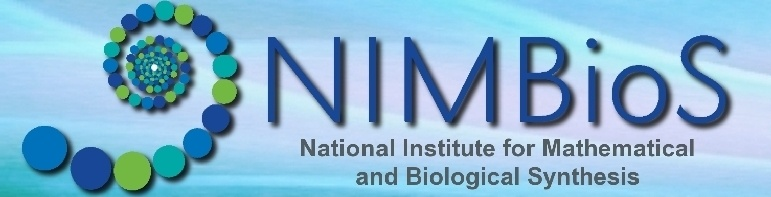 NIMBioS
National Institute for Mathematical
and Biological Synthesis